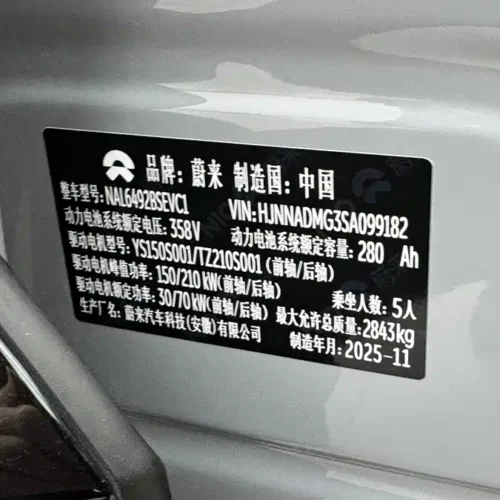 品牌：蔚来 制造国：中国
整车型号：NAL6492BSEVC1 VIN：HJNNADMG3SA099182
动力电池系统额定电压：358V 动力电池系统额定容量：280 Ah
驱动电机型号：YS150S001/TZ210S001（前轴/后轴）
驱动电机峰值功率：150/210kW（前轴/后轴） 乘坐人数：5人
驱动电机额定功率：30/70kW（前轴/后轴） 最大允许总质量：2843kg
生产厂名：蔚来汽车科技(安徽)有限公司 制造年月：2025-11